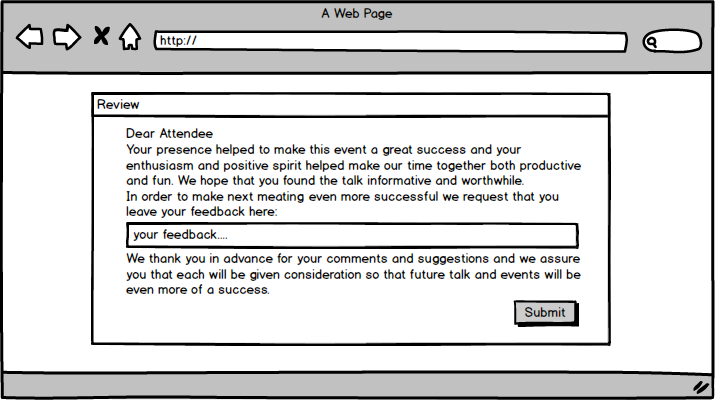 A Web Page
http://
Review
Dear Attendee
Your presence helped to make this event a great success and your
enthusiasm and positive spirit helped make our time together both productive
and fun. We hope that you found the talk informative and worthwhile.
In order to make next meating even more successful we request that you
leave your feedback here:
your feedback....
We thank you in advance for your comments and suggestions and we assure
you that each will be given consideration so that future talk and events will be
even more of a success.
Submit